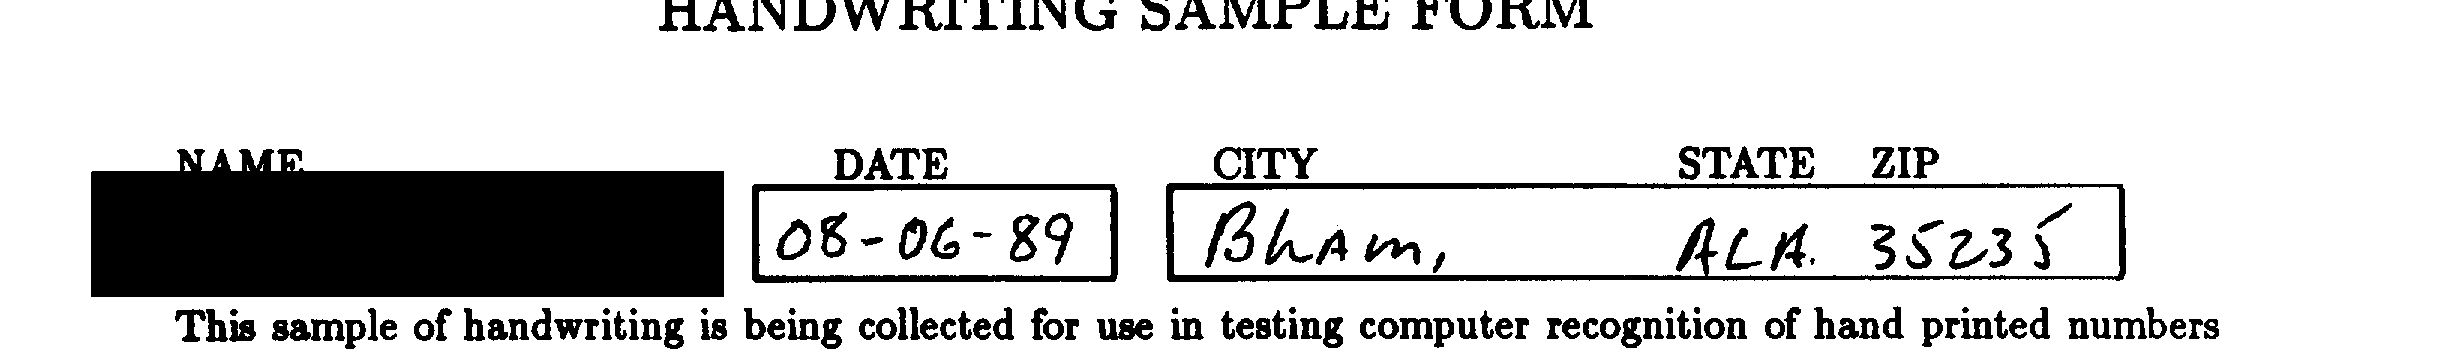 HANDWRITING SAMPLE FORM
NAME DATE CITY STATE ZIP
08-06-89 Bham, ALA. 35235
This sample of handwriting is being collected for use in testing computer recognition of hand printed numbers